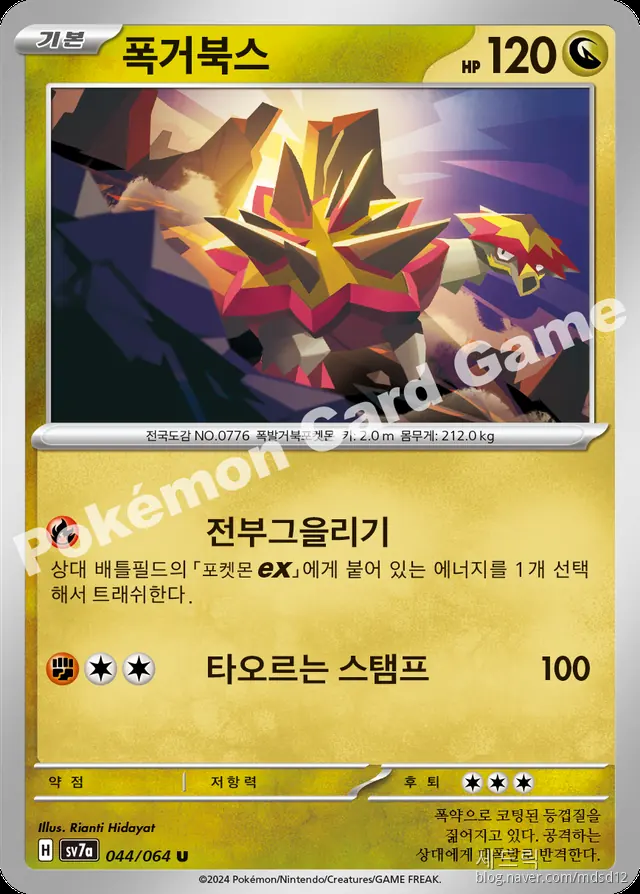 기본 폭거북스 HP 120
전국도감 NO.0776 폭발거북포켓몬 키: 2.0 m 몸무게: 212.0 kg
Pokémon Card Game
전부그을리기
상대 배틀필드의 「포켓몬 ex」에게 붙어 있는 에너지를 1개 선택
해서 트래쉬한다.
타오르는 스탬프 100
약점 저항력 후퇴
Illus. Rianti Hidayat
H sv7a 044/064 U
폭약으로 코팅된 등껍질을
짊어지고 있다. 공격하는
상대에게 반격한다.
©2024 Pokémon/Nintendo/Creatures/GAME FREAK.
세드릭
blog.naver.com/mdsd12